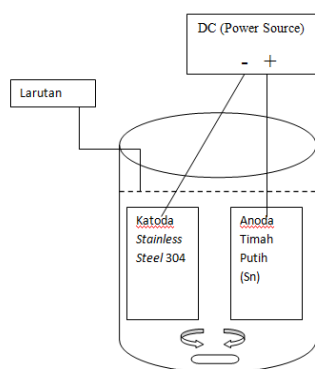 DC (Power Source)
- +
Larutan
Katoda
Stainless
Steel 304
Anoda
Timah
Putih
(Sn)